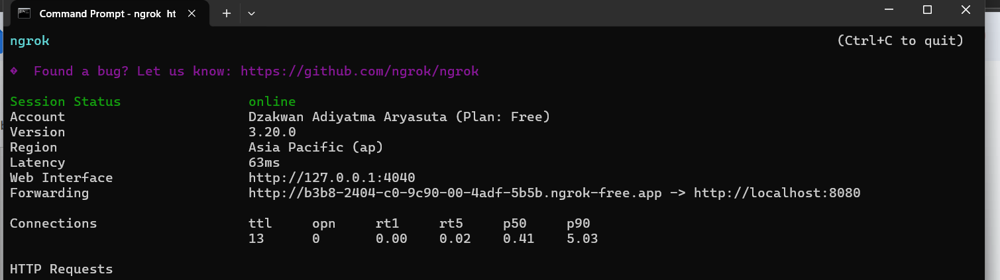 Command Prompt - ngrok ht
ngrok (Ctrl+C to quit)
� Found a bug? Let us know: https://github.com/ngrok/ngrok
Session Status online
Account Dzakwan Adiyatma Aryasuta (Plan: Free)
Version 3.20.0
Region Asia Pacific (ap)
Latency 63ms
Web Interface http://127.0.0.1:4040
Forwarding http://b3b8-2404-c0-9c90-00-4adf-5b5b.ngrok-free.app -> http://localhost:8080
Connections ttl opn rt1 rt5 p50 p90
13 0 0.00 0.02 0.41 5.03
HTTP Requests